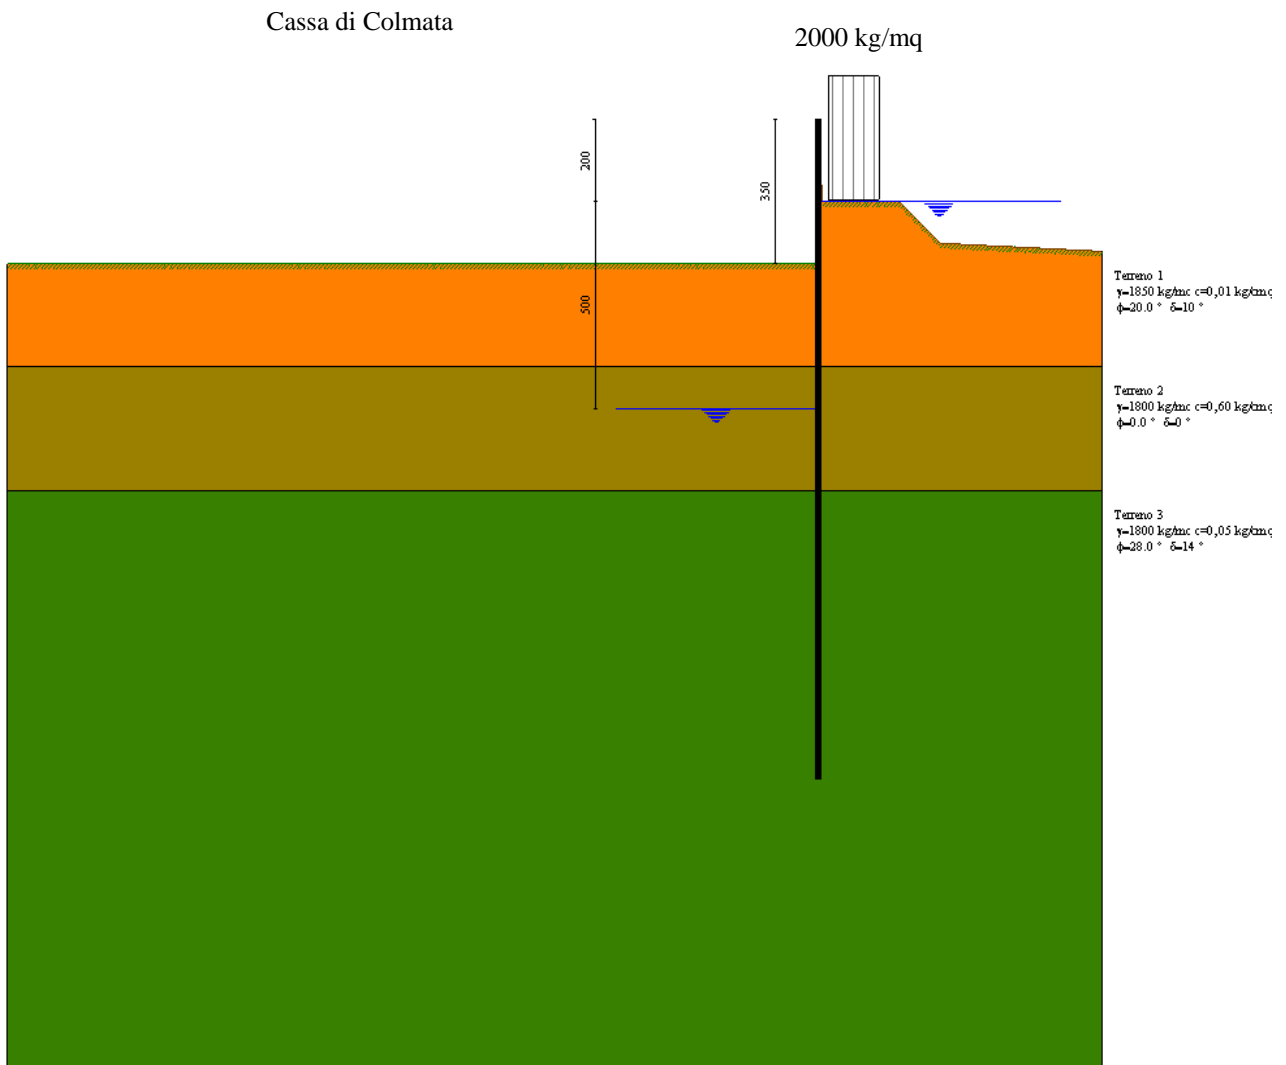 Cassa di Colmata
2000 kg/mq
200
350
500
Terreno 1
γ=1850 kg/mc c=0,01 kg/cmq
ϕ=20.0 ° δ=10 °
Terreno 2
γ=1800 kg/mc c=0,60 kg/cmq
ϕ=0.0 ° δ=0 °
Terreno 3
γ=1800 kg/mc c=0,05 kg/cmq
ϕ=28.0 ° δ=14 °